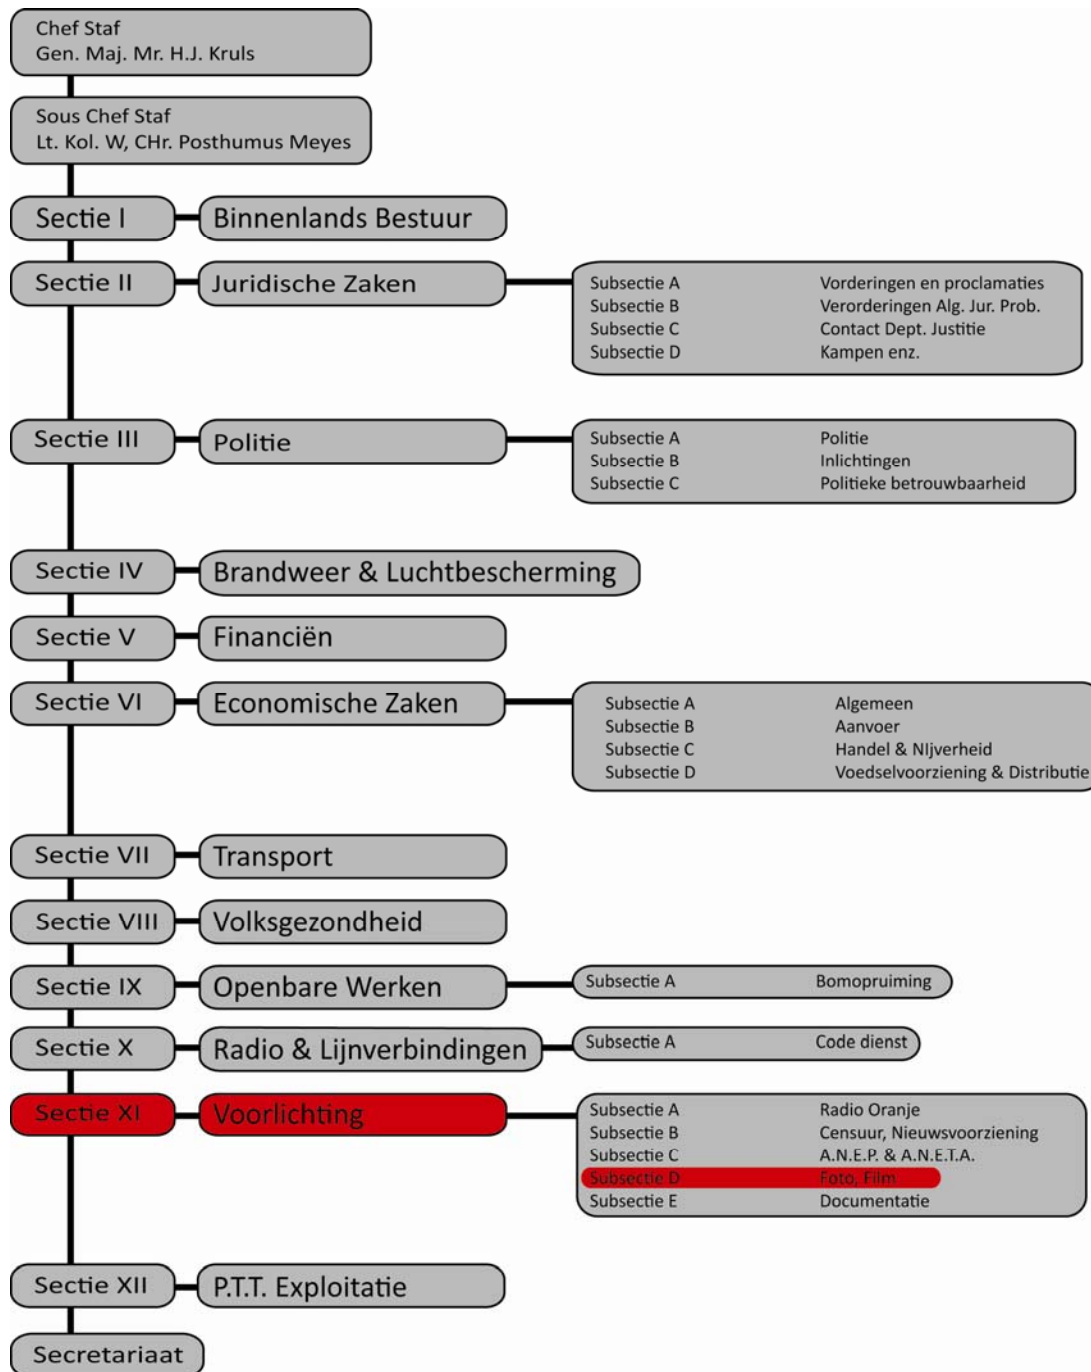 Chef Staf
Gen. Maj. Mr. H.J. Kruls
Sous Chef Staf
Lt. Kol. W, CHr. Posthumus Meyes
Sectie I Binnenlands Bestuur
Sectie II Juridische Zaken
Subsectie A Vorderingen en proclamaties
Subsectie B Verorderingen Alg. Jur. Prob.
Subsectie C Contact Dept. Justitie
Subsectie D Kampen enz.
Sectie III Politie
Subsectie A Politie
Subsectie B Inlichtingen
Subsectie C Politieke betrouwbaarheid
Sectie IV Brandweer & Luchtbescherming
Sectie V Financiën
Sectie VI Economische Zaken
Subsectie A Algemeen
Subsectie B Aanvoer
Subsectie C Handel & NIjverheid
Subsectie D Voedselvoorziening & Distributie
Sectie VII Transport
Sectie VIII Volksgezondheid
Sectie IX Openbare Werken
Subsectie A Bomopruiming
Sectie X Radio & Lijnverbindingen
Subsectie A Code dienst
Sectie XI Voorlichting
Subsectie A Radio Oranje
Subsectie B Censuur, Nieuwsvoorziening
Subsectie C A.N.E.P. & A.N.E.T.A.
Subsectie D Foto, Film
Subsectie E Documentatie
Sectie XII P.T.T. Exploitatie
Secretariaat